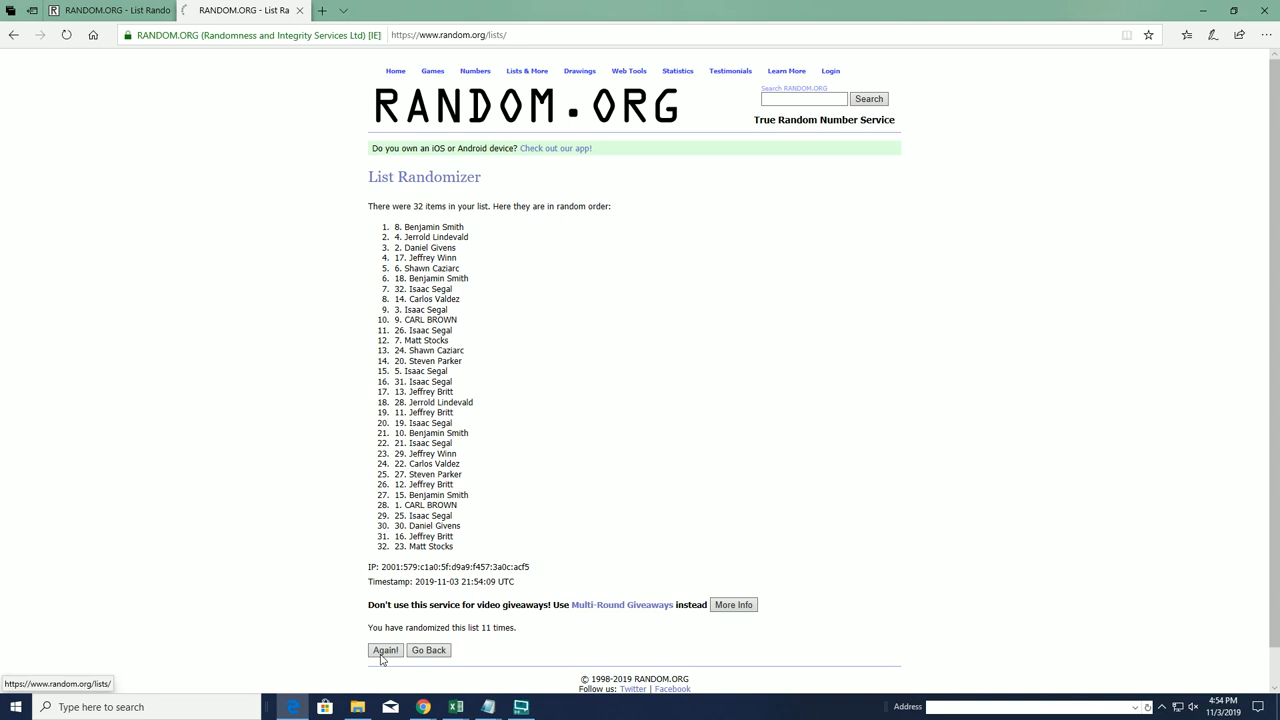 RANDOM.ORG - List Rando
RANDOM.ORG - List Ra
RANDOM.ORG (Randomness and Integrity Services Ltd) [IE]
https://www.random.org/lists/
Home Games Numbers Lists & More Drawings Web Tools Statistics Testimonials Learn More Login
RANDOM.ORG
Search RANDOM.ORG
Search
True Random Number Service
Do you own an iOS or Android device? Check out our app!
List Randomizer
There were 32 items in your list. Here they are in random order:
1. 8. Benjamin Smith
2. 4. Jerrold Lindevald
3. 2. Daniel Givens
4. 17. Jeffrey Winn
5. 6. Shawn Caziarc
6. 18. Benjamin Smith
7. 32. Isaac Segal
8. 14. Carlos Valdez
9. 3. Isaac Segal
10. 9. CARL BROWN
11. 26. Isaac Segal
12. 7. Matt Stocks
13. 24. Shawn Caziarc
14. 20. Steven Parker
15. 5. Isaac Segal
16. 31. Isaac Segal
17. 13. Jeffrey Britt
18. 28. Jerrold Lindevald
19. 11. Jeffrey Britt
20. 19. Isaac Segal
21. 10. Benjamin Smith
22. 21. Isaac Segal
23. 29. Jeffrey Winn
24. 22. Carlos Valdez
25. 27. Steven Parker
26. 12. Jeffrey Britt
27. 15. Benjamin Smith
28. 1. CARL BROWN
29. 25. Isaac Segal
30. 30. Daniel Givens
31. 16. Jeffrey Britt
32. 23. Matt Stocks
IP: 2001:579:c1a0:5f:d9a9:f457:3a0c:acf5
Timestamp: 2019-11-03 21:54:09 UTC
Don't use this service for video giveaways! Use Multi-Round Giveaways instead More Info
You have randomized this list 11 times.
Again! Go Back
© 1998-2019 RANDOM.ORG
Follow us: Twitter | Facebook
https://www.random.org/lists/
Type here to search
Address
4:54 PM
11/3/2019